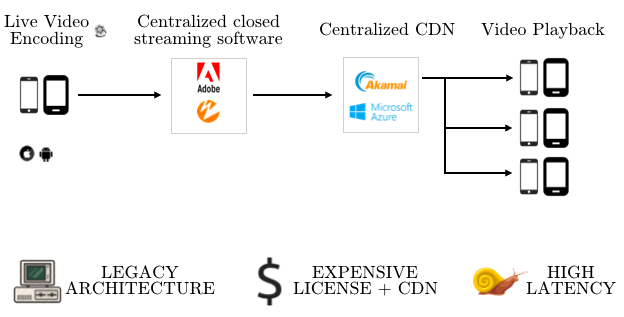 Live Video
Encoding
Centralized closed
streaming software
Centralized CDN
Video Playback
Adobe
Akamai
Microsoft
Azure
LEGACY
ARCHITECTURE
$
EXPENSIVE
LICENSE + CDN
HIGH
LATENCY